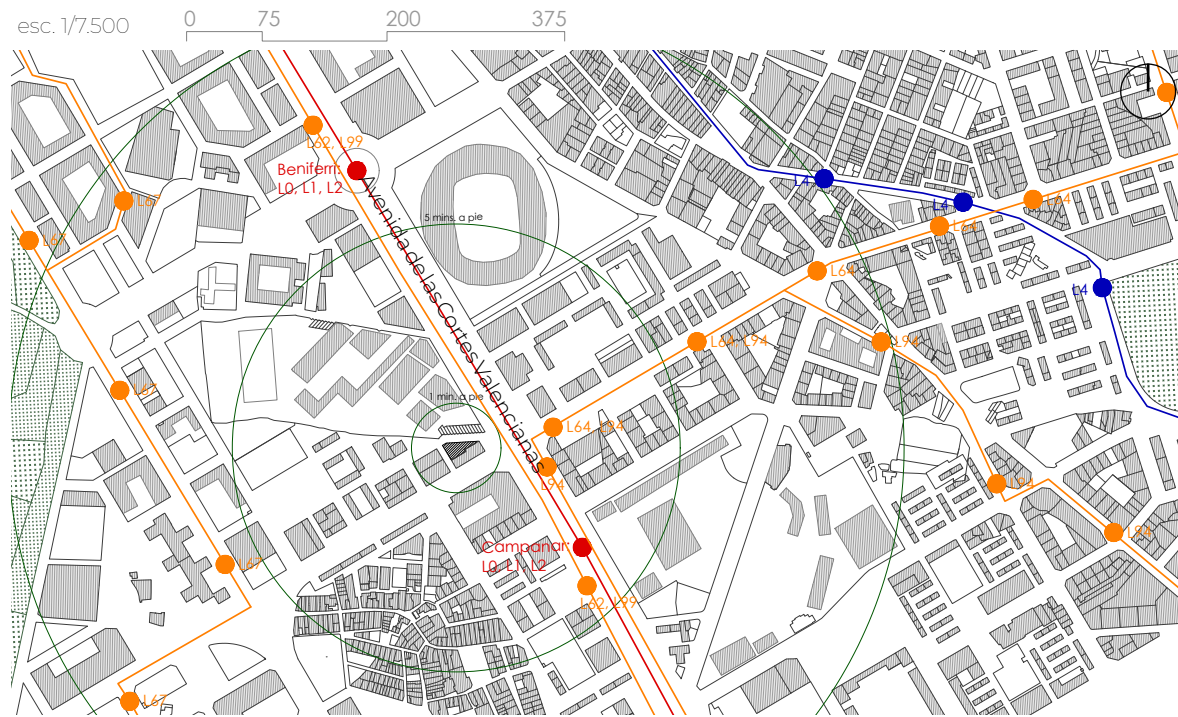 esc. 1/7.500
0 75 200 375
L62, L99
Beniferri:
L0, L1, L2
L4
L4
L67
L64
5 mins. a pie
Avenida de las Cortes Valencianas
L64
L67
L64
L4
L64, L94
L94
L67
1 min. a pie
L64, L94
L94
L94
L94
Campanar:
L0, L1, L2
L67
L62, L99
L67